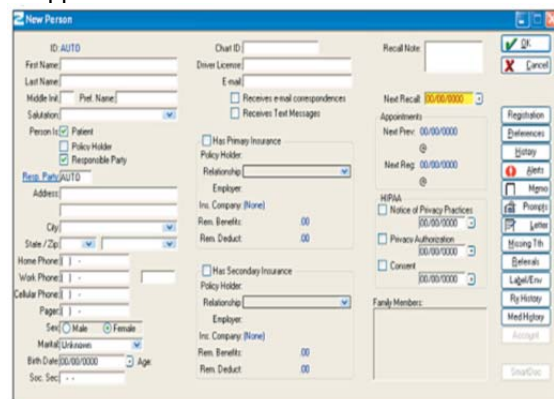 New Person
ID: AUTO
First Name:
Last Name:
Middle Init: Pref. Name:
Salutation:
Person Is: Patient
Policy Holder
Responsible Party
Resp. Party: AUTO
Address:
City:
State / Zip:
Home Phone: ( ) -
Work Phone: ( ) -
Cellular Phone: ( ) -
Pager: ( ) -
Sex: Male Female
Marital: Unknown
Birth Date: 00/00/0000 Age:
Soc. Sec: - -
Chart ID:
Driver License:
E-mail:
Receives e-mail correspondences
Receives Text Messages
Has Primary Insurance
Policy Holder:
Relationship:
Employer:
Ins. Company: (None)
Rem. Benefits: .00
Rem. Deduct: .00
Has Secondary Insurance
Policy Holder:
Relationship:
Employer:
Ins. Company: (None)
Rem. Benefits: .00
Rem. Deduct: .00
Recall Note:
Next Recall: 00/00/0000
Appointments
Next Prev: 00/00/0000
@
Next Reg: 00/00/0000
@
HIPAA
Notice of Privacy Practices
00/00/0000
Privacy Authorization
00/00/0000
Consent
00/00/0000
Family Members:
OK
Cancel
Registration
Preferences
History
Alerts
Memo
Prompts
Letter
Missing Tth
Referrals
Label/Env
Rx History
Med History
Account
SmartDoc